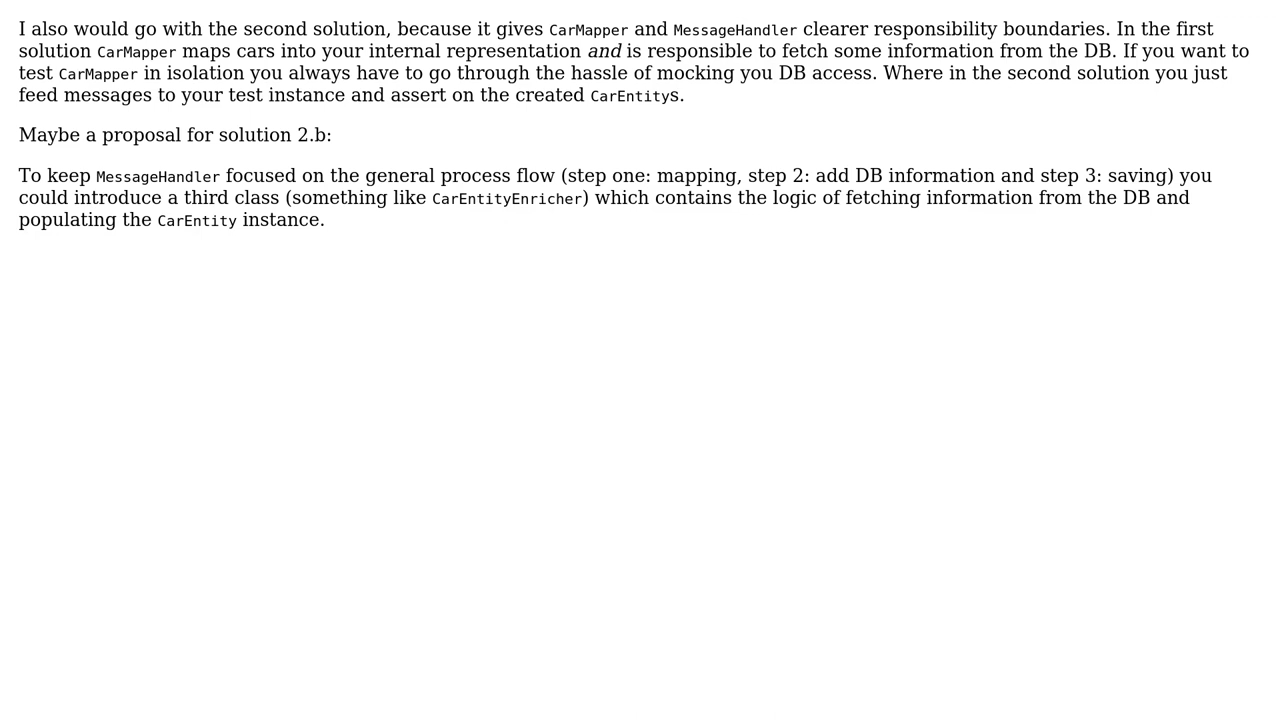 I also would go with the second solution, because it gives CarMapper and MessageHandler clearer responsibility boundaries. In the first
solution CarMapper maps cars into your internal representation and is responsible to fetch some information from the DB. If you want to
test CarMapper in isolation you always have to go through the hassle of mocking you DB access. Where in the second solution you just
feed messages to your test instance and assert on the created CarEntitys.
Maybe a proposal for solution 2.b:
To keep MessageHandler focused on the general process flow (step one: mapping, step 2: add DB information and step 3: saving) you
could introduce a third class (something like CarEntityEnricher) which contains the logic of fetching information from the DB and
populating the CarEntity instance.